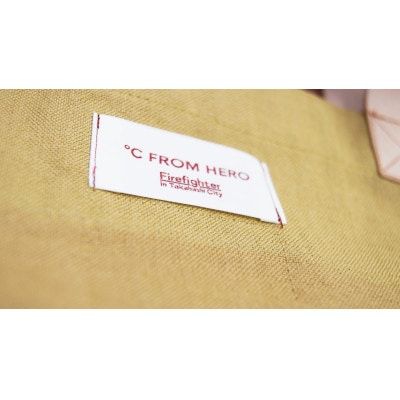 ℃ FROM HERO
Firefighter
in Takahashi City